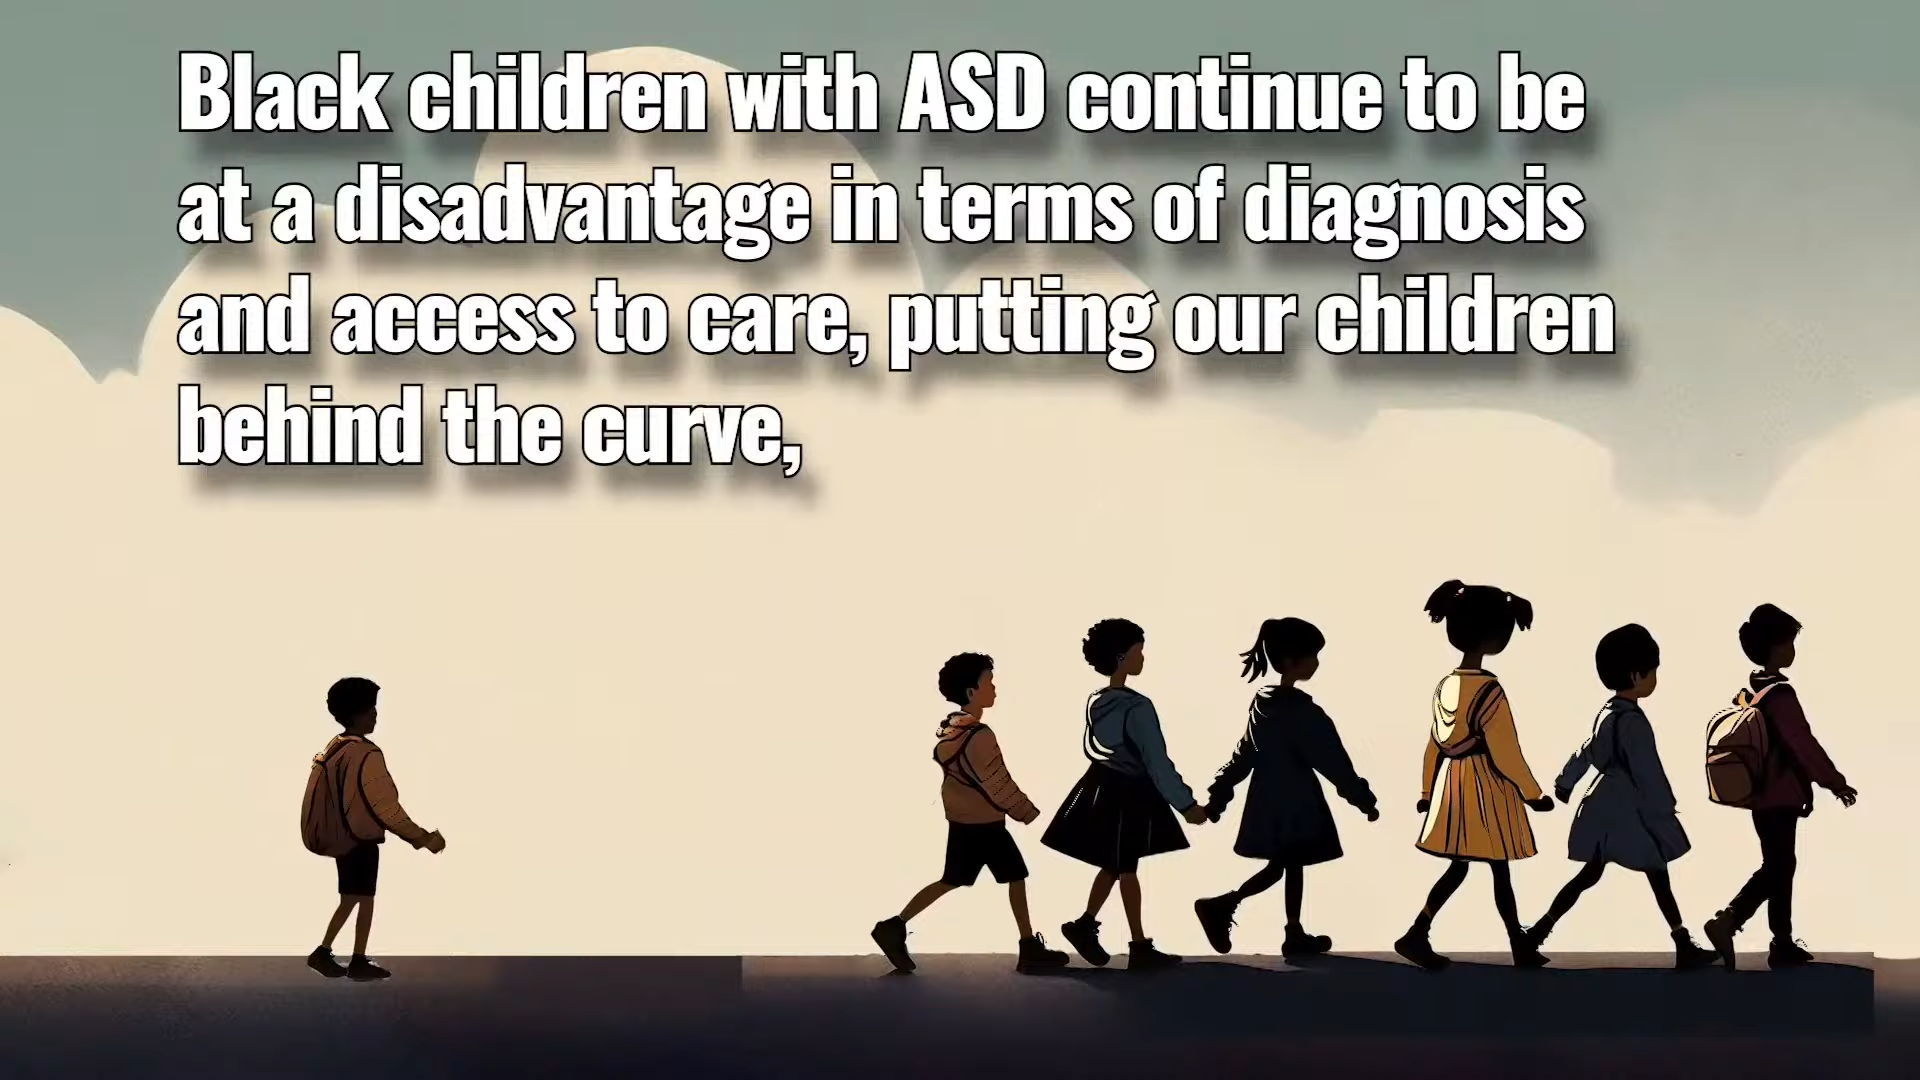 Black children with ASD continue to be
at a disadvantage in terms of diagnosis
and access to care, putting our children
behind the curve,